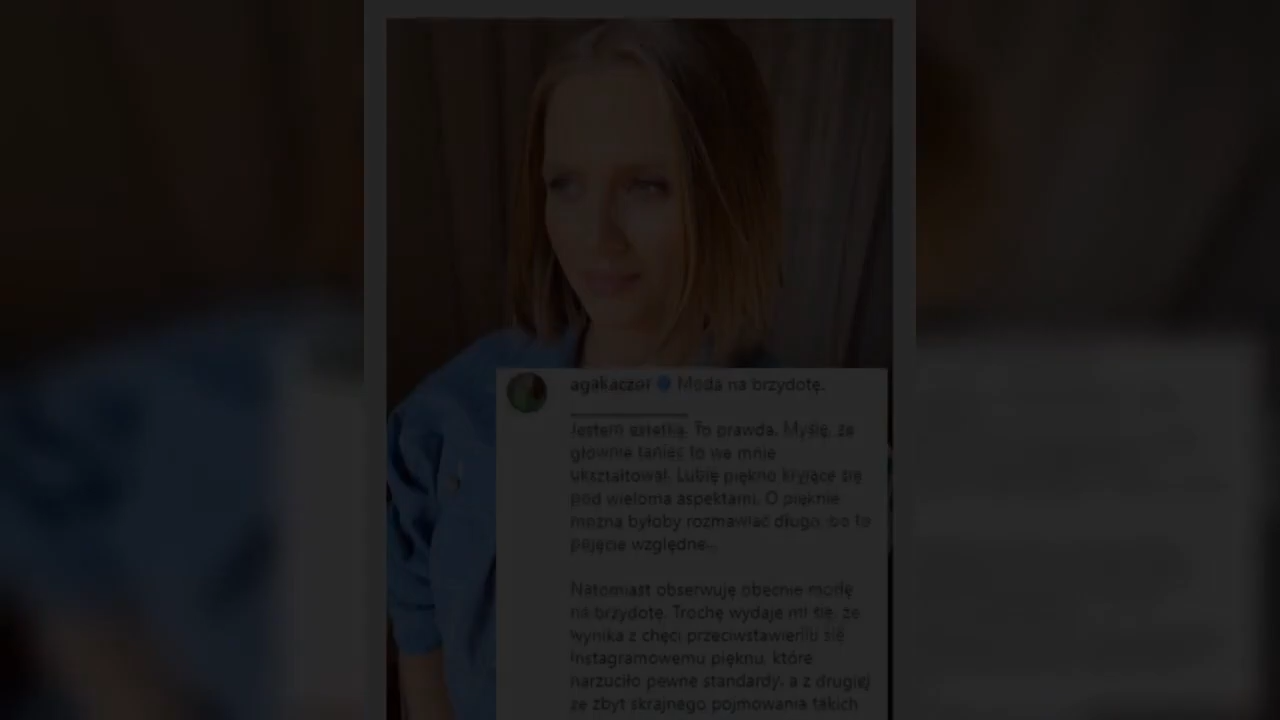 agakaczor Moda na brzydotę.
Jestem estetką. To prawda. Myślę, że
głównie taniec to we mnie
ukształtował. Lubię piękno kryjące się
pod wieloma aspektami. O pięknie
można byłoby rozmawiać długo, bo to
pojęcie względne..
Natomiast obserwuję obecnie modę
na brzydotę. Trochę wydaje mi się, że
wynika z chęci przeciwstawienia się
Instagramowemu pięknu, które
narzuciło pewne standardy, a z drugiej
ze zbyt skrajnego pojmowania takich